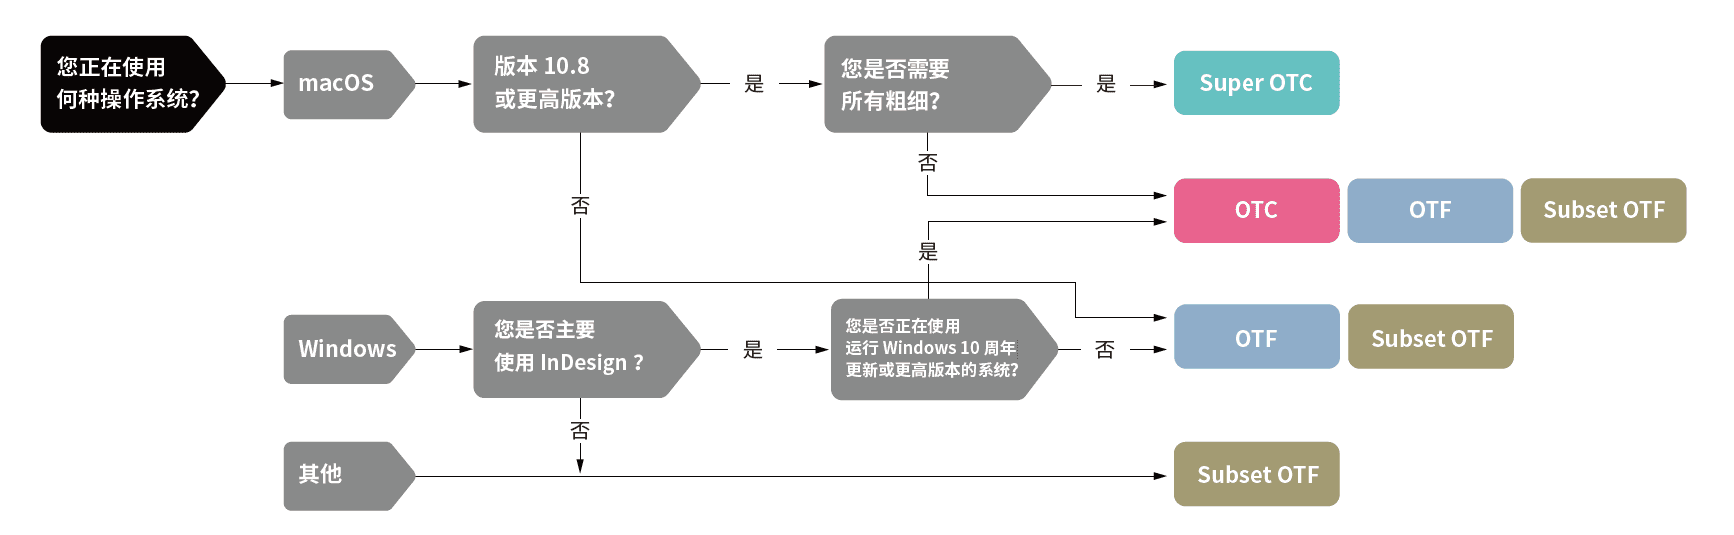 您正在使用
何种操作系统?
macOS
版本 10.8
或更高版本?
是
您是否需要
所有粗细?
是
Super OTC
否
OTC
OTF
Subset OTF
否
是
Windows
您是否主要
使用 InDesign ?
是
您是否正在使用
运行 Windows 10 周年
更新或更高版本的系统?
否
OTF
Subset OTF
否
其他
Subset OTF